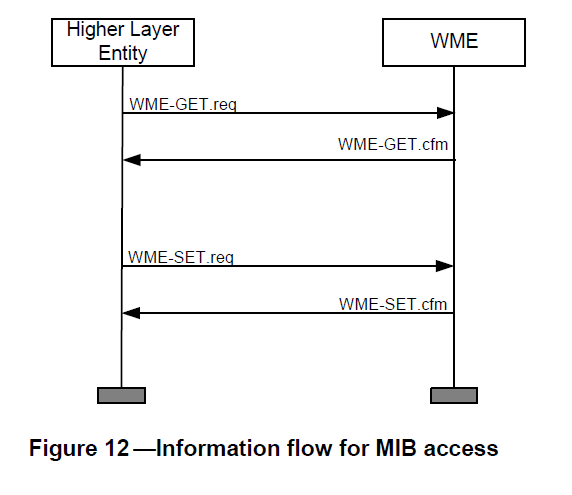 Higher Layer
Entity
WME
WME-GET.req
WME-GET.cfm
WME-SET.req
WME-SET.cfm
Figure 12—Information flow for MIB access